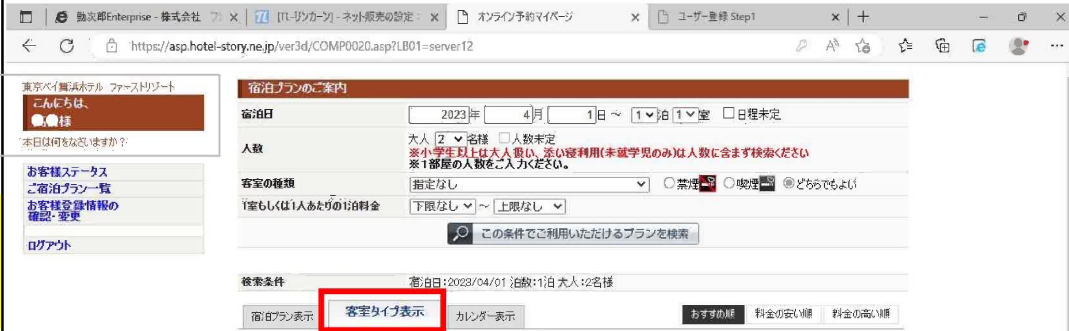 勤次郎Enterprise - 株式会社
[TL-リンカーン] - ネット販売の設定
オンライン予約マイページ
ユーザー登録 Step1
https://asp.hotel-story.ne.jp/ver3d/COMP0020.asp?LB01=server12
東京ベイ舞浜ホテル ファーストリゾート
こんにちは、
様
本日は何をなさいますか？
お客様ステータス
ご宿泊プラン一覧
お客様登録情報の
確認・変更
ログアウト
宿泊プランのご案内
宿泊日 2023年 4月 1日～ 1泊 1室 日程未定
人数 大人 2 名様 人数未定
※小学生以上は大人扱い、添い寝利用(未就学児のみ)は人数に含まず検索ください
※1部屋の人数をご入力ください。
客室の種類 指定なし 禁煙 喫煙 どちらでもよい
1室もしくは1人あたりの1泊料金 下限なし ～ 上限なし
この条件でご利用いただけるプランを検索
検索条件 宿泊日:2023/04/01 泊数:1泊 大人:2名様
宿泊プラン表示 客室タイプ表示 カレンダー表示 おすすめ順 料金の安い順 料金の高い順